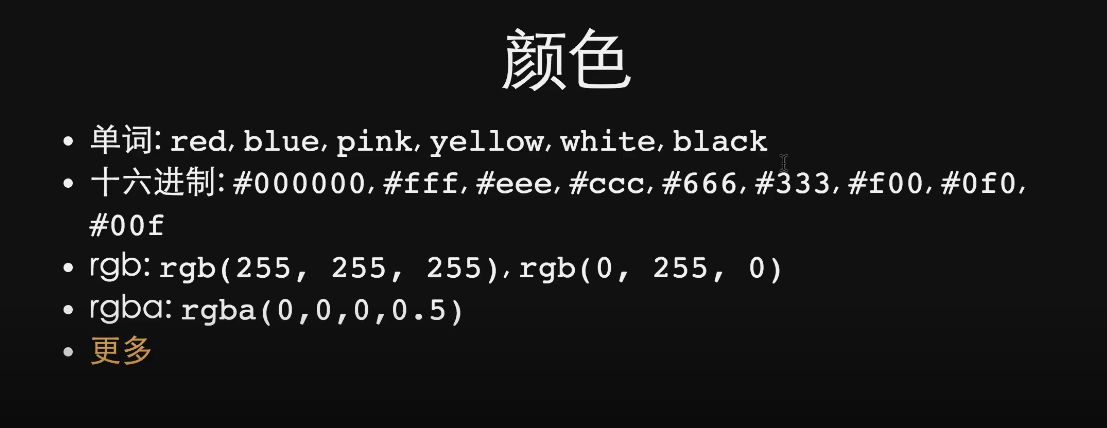 颜色
• 单词: red, blue, pink, yellow, white, black
• 十六进制: #000000, #fff, #eee, #ccc, #666, #333, #f00, #0f0,
#00f
• rgb: rgb(255, 255, 255), rgb(0, 255, 0)
• rgba: rgba(0,0,0,0.5)
• 更多